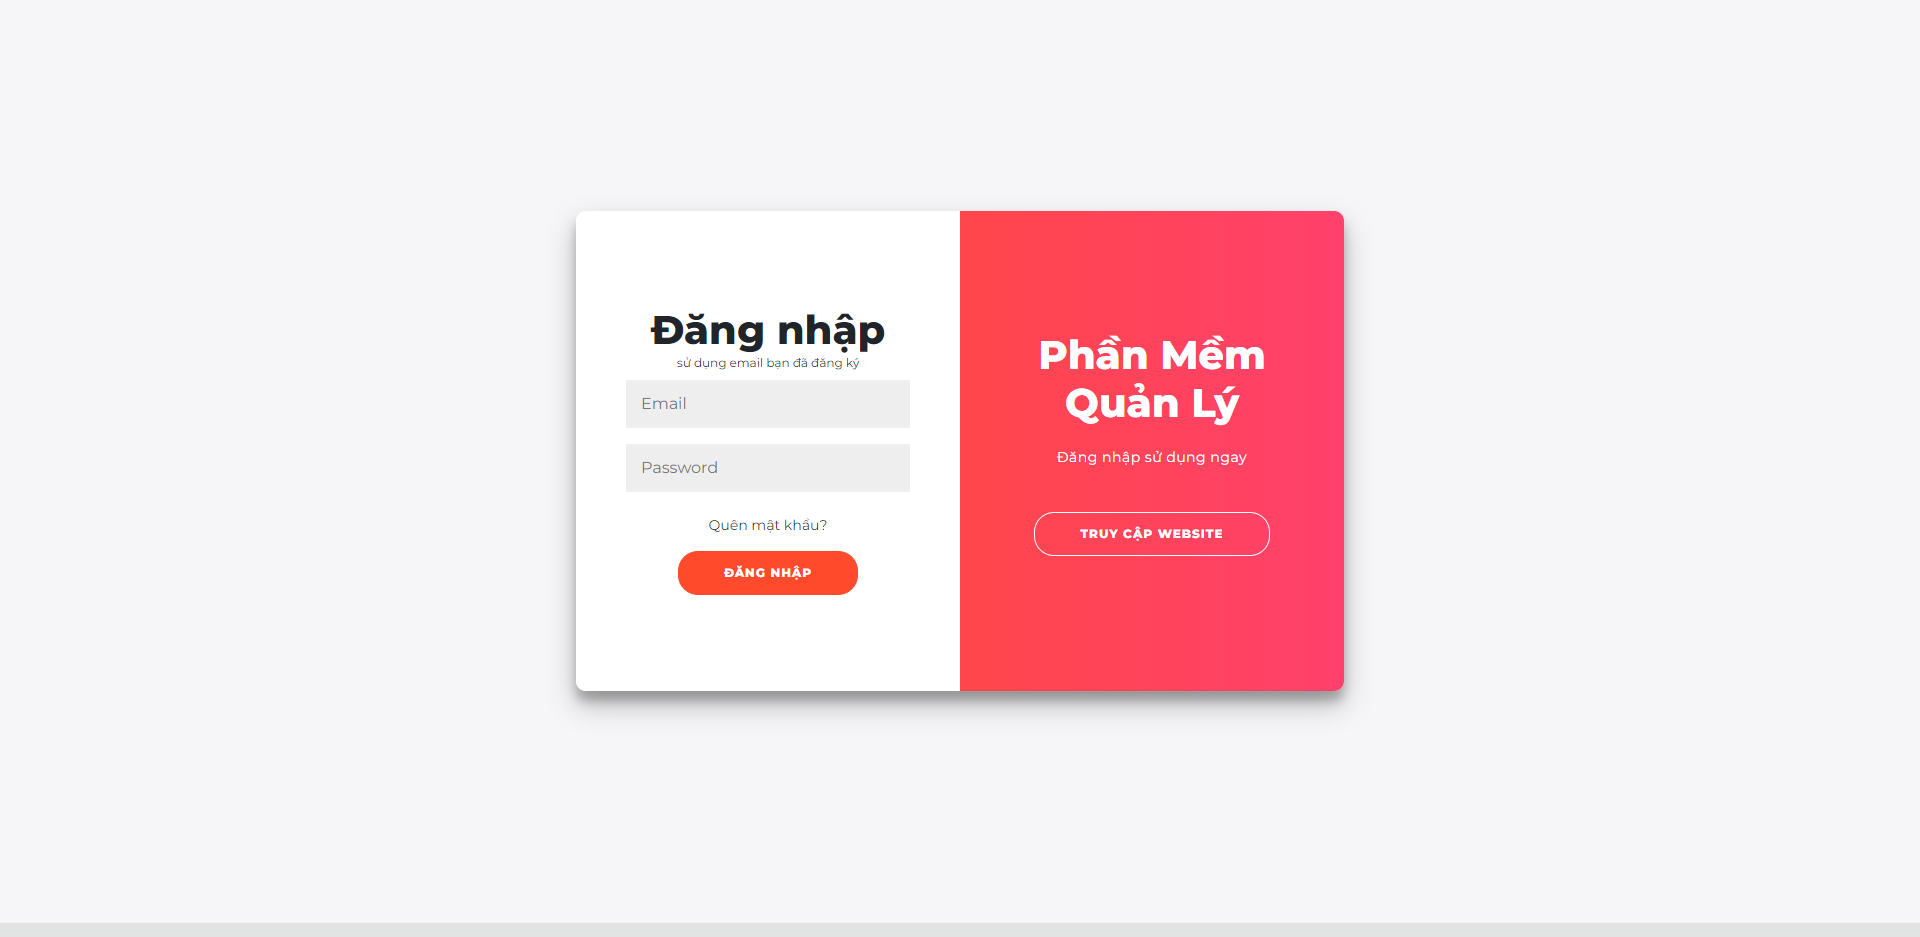 Đăng nhập
sử dụng email bạn đã đăng ký
Email
Password
Quên mật khẩu?
ĐĂNG NHẬP
Phần Mềm
Quản Lý
Đăng nhập sử dụng ngay
TRUY CẬP WEBSITE